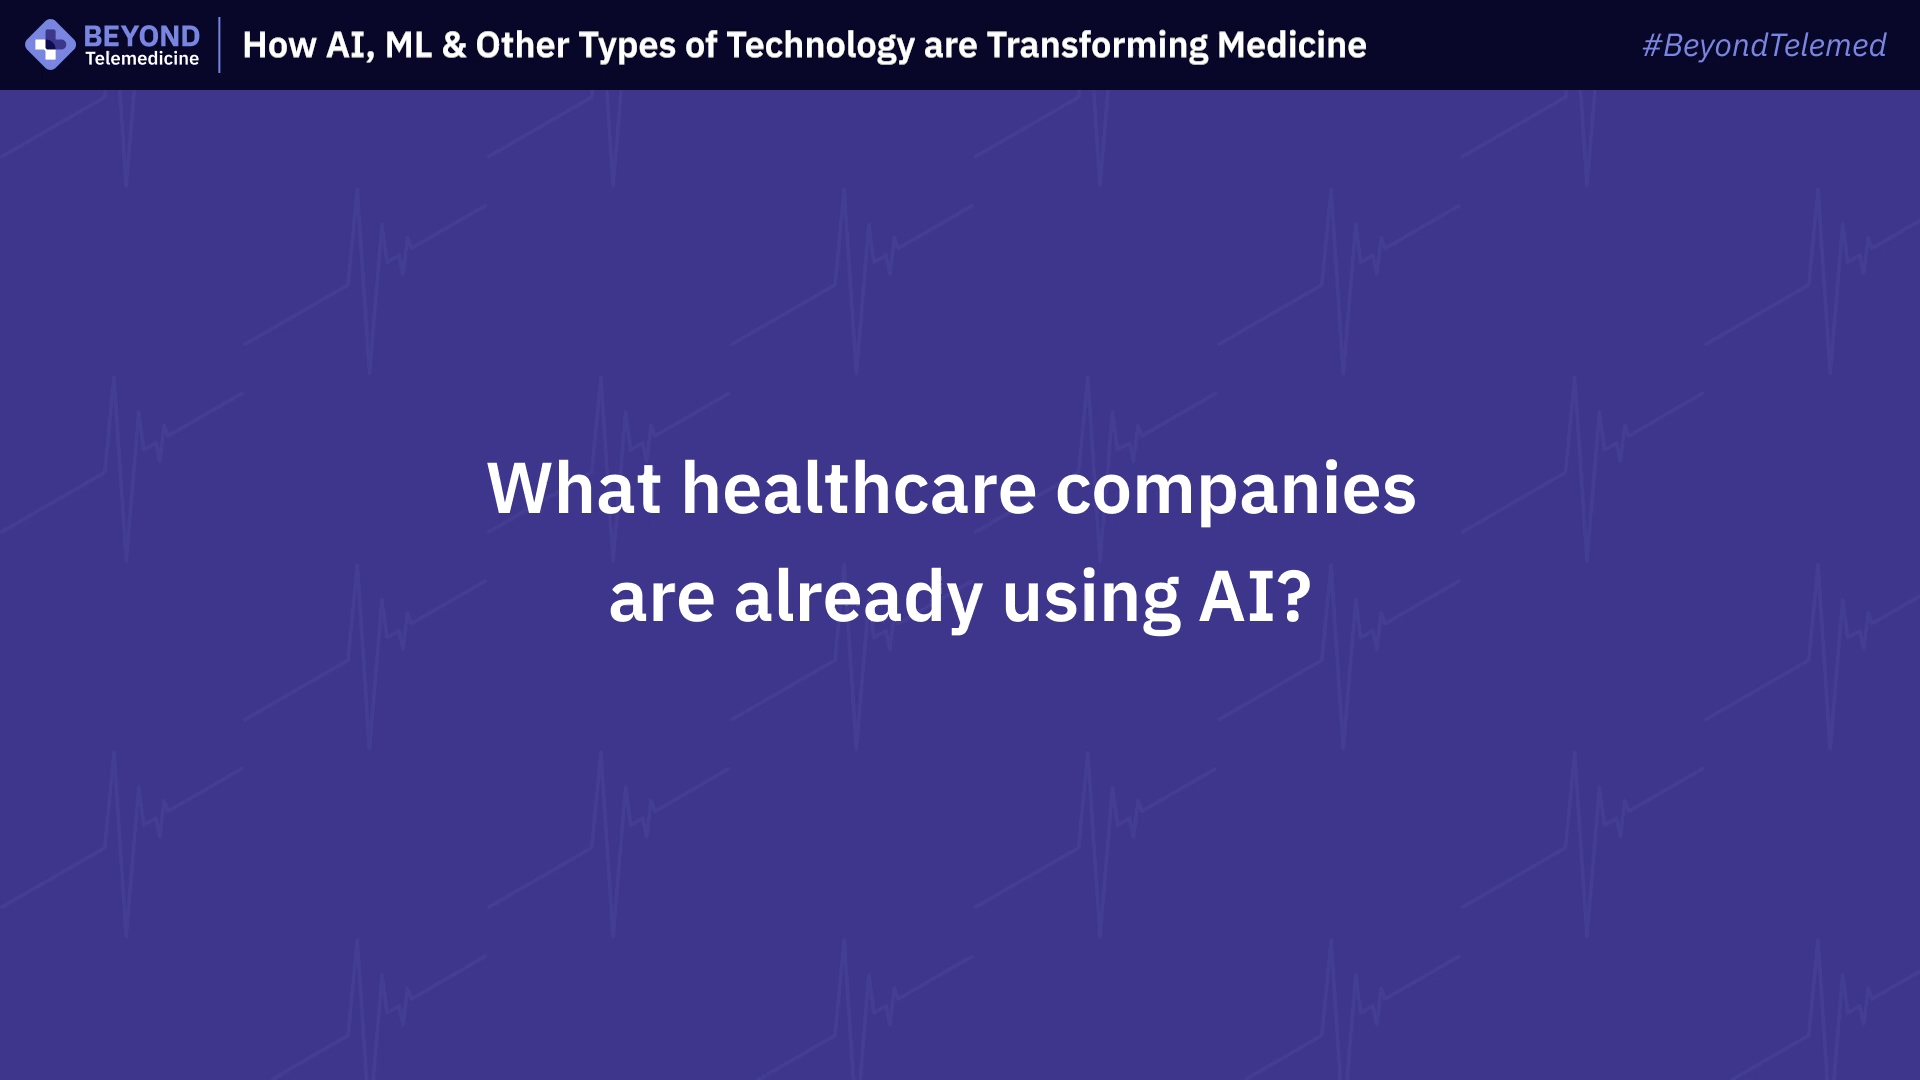 BEYOND
Telemedicine
How AI, ML & Other Types of Technology are Transforming Medicine
#BeyondTelemed
What healthcare companies
are already using AI?